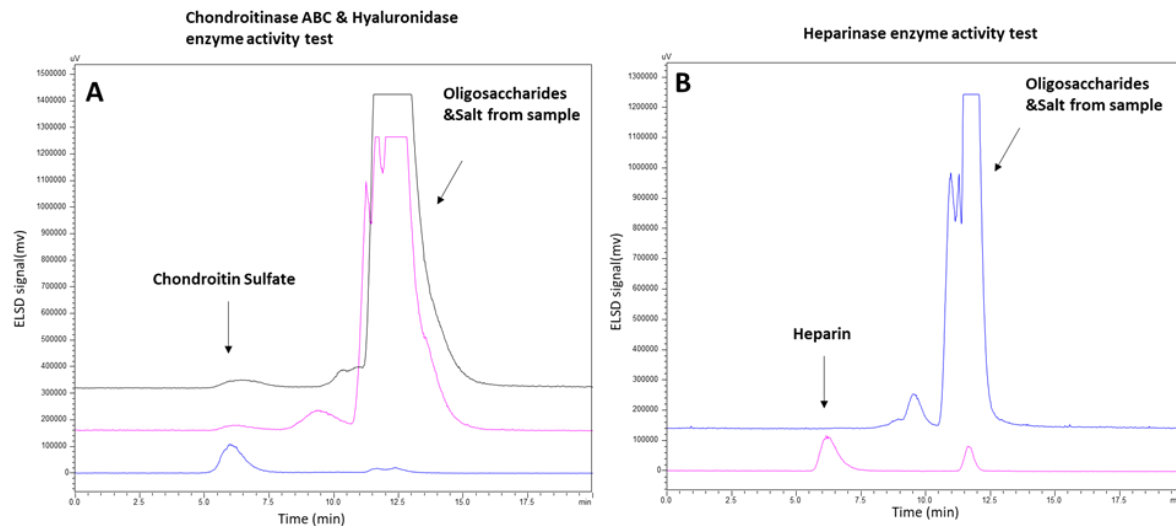 Chondroitinase ABC & Hyaluronidase
enzyme activity test
uV
1500000
1400000
1300000
1200000
1100000
1000000
900000
800000
700000
600000
500000
400000
300000
200000
100000
0
A
Oligosaccharides
&Salt from sample
Chondroitin Sulfate
ELSD signal(mv)
0.0 2.5 5.0 7.5 10.0 12.5 15.0 17.5 min
Time (min)
Heparinase enzyme activity test
uV
1300000
1200000
1100000
1000000
900000
800000
700000
600000
500000
400000
300000
200000
100000
0
B
Oligosaccharides
&Salt from sample
Heparin
ELSD signal(mv)
0.0 2.5 5.0 7.5 10.0 12.5 15.0 17.5 min
Time (min)